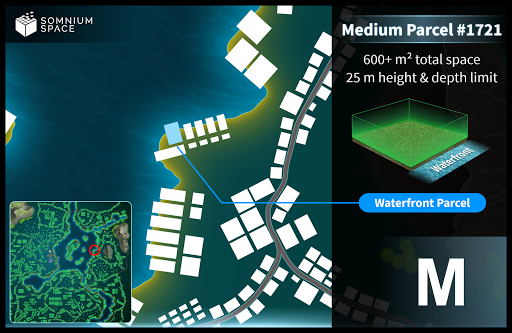 SOMNIUM
SPACE
Medium Parcel #1721
600+ m² total space
25 m height & depth limit
Waterfront
Waterfront Parcel
M